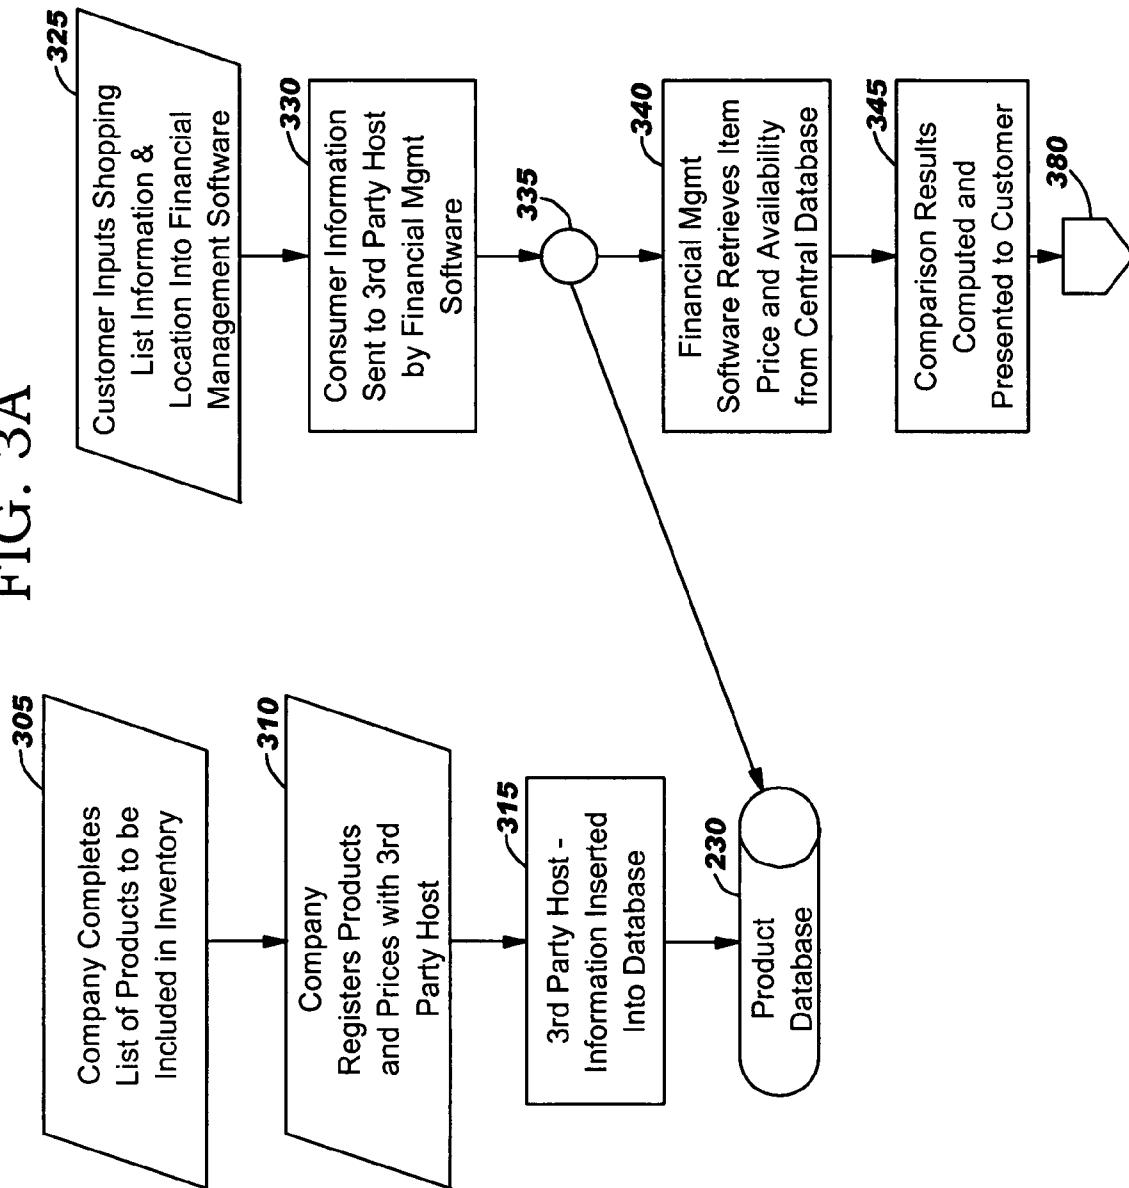 FIG. 3A
305
Company Completes
List of Products to be
Included in Inventory
310
Company
Registers Products
and Prices with 3rd
Party Host
315
3rd Party Host -
Information Inserted
Into Database
230
Product
Database
325
Customer Inputs Shopping
List Information &
Location Into Financial
Management Software
330
Consumer Information
Sent to 3rd Party Host
by Financial Mgmt
Software
335
340
Financial Mgmt
Software Retrieves Item
Price and Availability
from Central Database
345
Comparison Results
Computed and
Presented to Customer
380